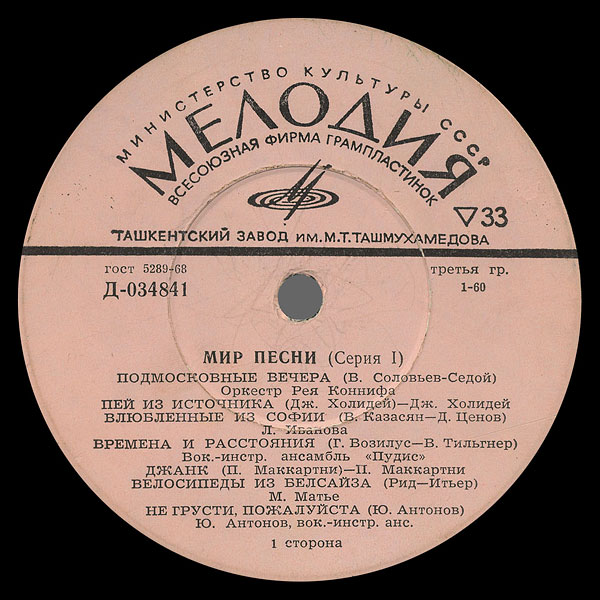 МИНИСТЕРСТВО КУЛЬТУРЫ СССР
МЕЛОДИЯ
ВСЕСОЮЗНАЯ ФИРМА ГРАМПЛАСТИНОК
33
ТАШКЕНТСКИЙ ЗАВОД ИМ.М.Т.ТАШМУХАМЕДОВА
гост 5289-68
третья гр.
Д-034841
1-60
МИР ПЕСНИ (Серия I)
ПОДМОСКОВНЫЕ ВЕЧЕРА (В. Соловьев-Седой)
Оркестр Рея Коннифа
ПЕЙ ИЗ ИСТОЧНИКА (Дж. Холидей)—Дж. Холидей
ВЛЮБЛЕННЫЕ ИЗ СОФИИ (В. Казасян—Д. Ценов)
Л. Иванова
ВРЕМЕНА И РАССТОЯНИЯ (Г. Возилус—В. Тильгнер)
Вок.-инстр. ансамбль «Пудис»
ДЖАНК (П. Маккартни)—П. Маккартни
ВЕЛОСИПЕДЫ ИЗ БЕЛСАЙЗА (Рид—Итьер)
М. Матье
НЕ ГРУСТИ, ПОЖАЛУЙСТА (Ю. Антонов)
Ю. Антонов, вок.-инстр. анс.
1 сторона